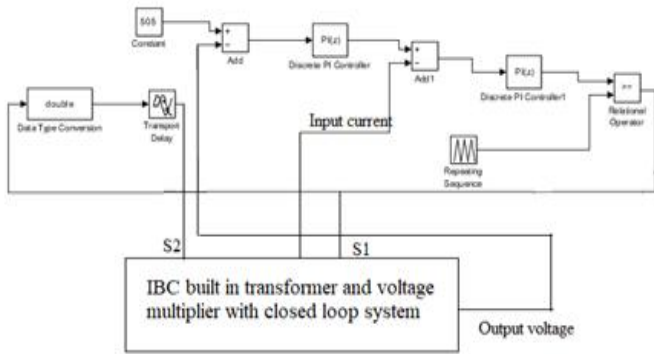 505
Constant
+
−
Add
PI(z)
Discrete PI Controller
+
−
Add1
PI(z)
Discrete PI Controller1
Relational
Operator
double
Data Type Conversion
Transport
Delay
Input current
Repeating
Sequence
S2
S1
IBC built in transformer and voltage
multiplier with closed loop system
Output voltage